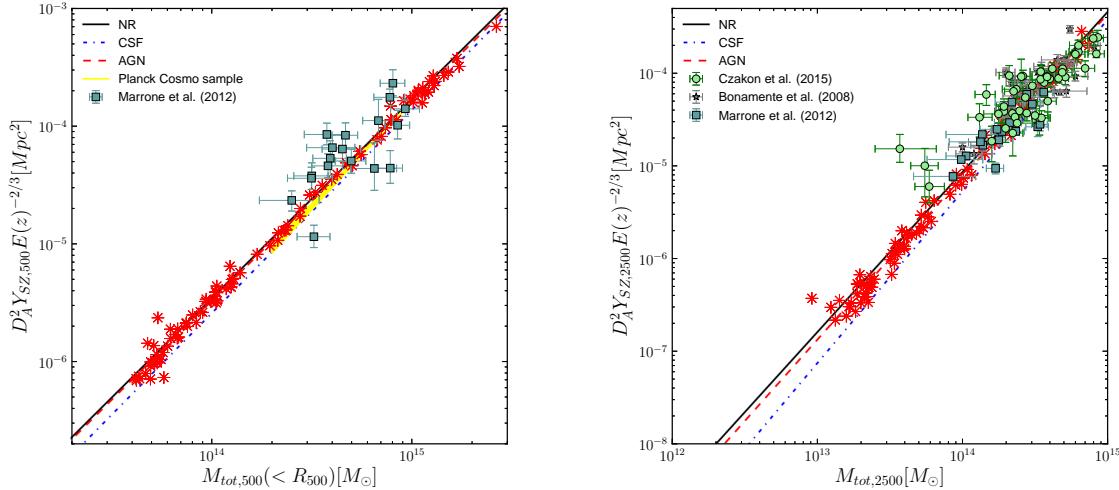 NR
CSF
AGN
Planck Cosmo sample
Marrone et al. (2012)
10^{-3}
10^{-4}
10^{-5}
10^{-6}
D_A^2 Y_{SZ,500} E(z)^{-2/3}[Mpc^2]
10^{14}
10^{15}
M_{tot,500}(< R_{500})[M_⊙]
NR
CSF
AGN
Czakon et al. (2015)
Bonamente et al. (2008)
Marrone et al. (2012)
10^{-4}
10^{-5}
10^{-6}
10^{-7}
10^{-8}
D_A^2 Y_{SZ,2500} E(z)^{-2/3}[Mpc^2]
10^{12}
10^{13}
10^{14}
10^{15}
M_{tot,2500}[M_⊙]